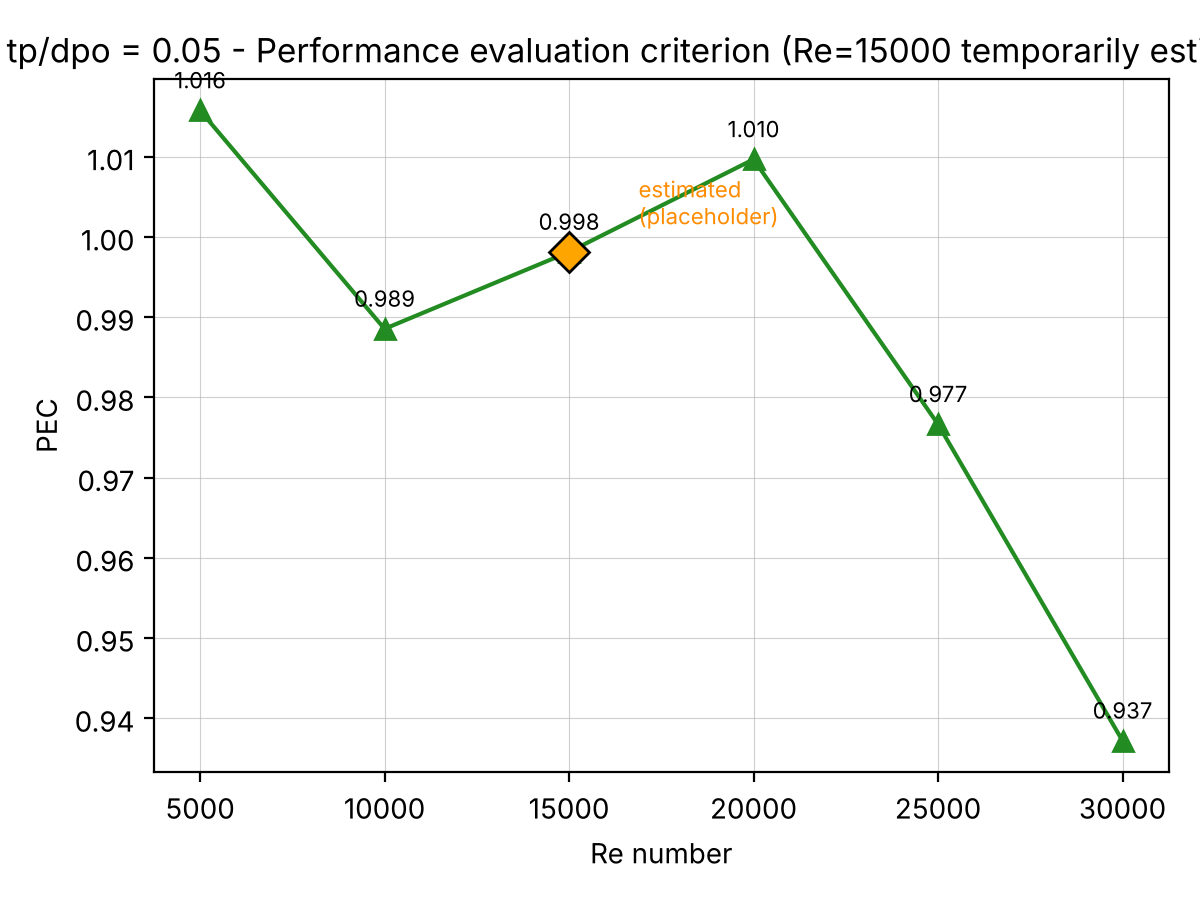 tp/dpo = 0.05 - Performance evaluation criterion (Re=15000 temporarily esti
1.016
1.010
1.01
estimated
(placeholder)
0.998
1.00
0.989
0.99
0.977
0.98
PEC
0.97
0.96
0.95
0.937
0.94
5000 10000 15000 20000 25000 30000
Re number